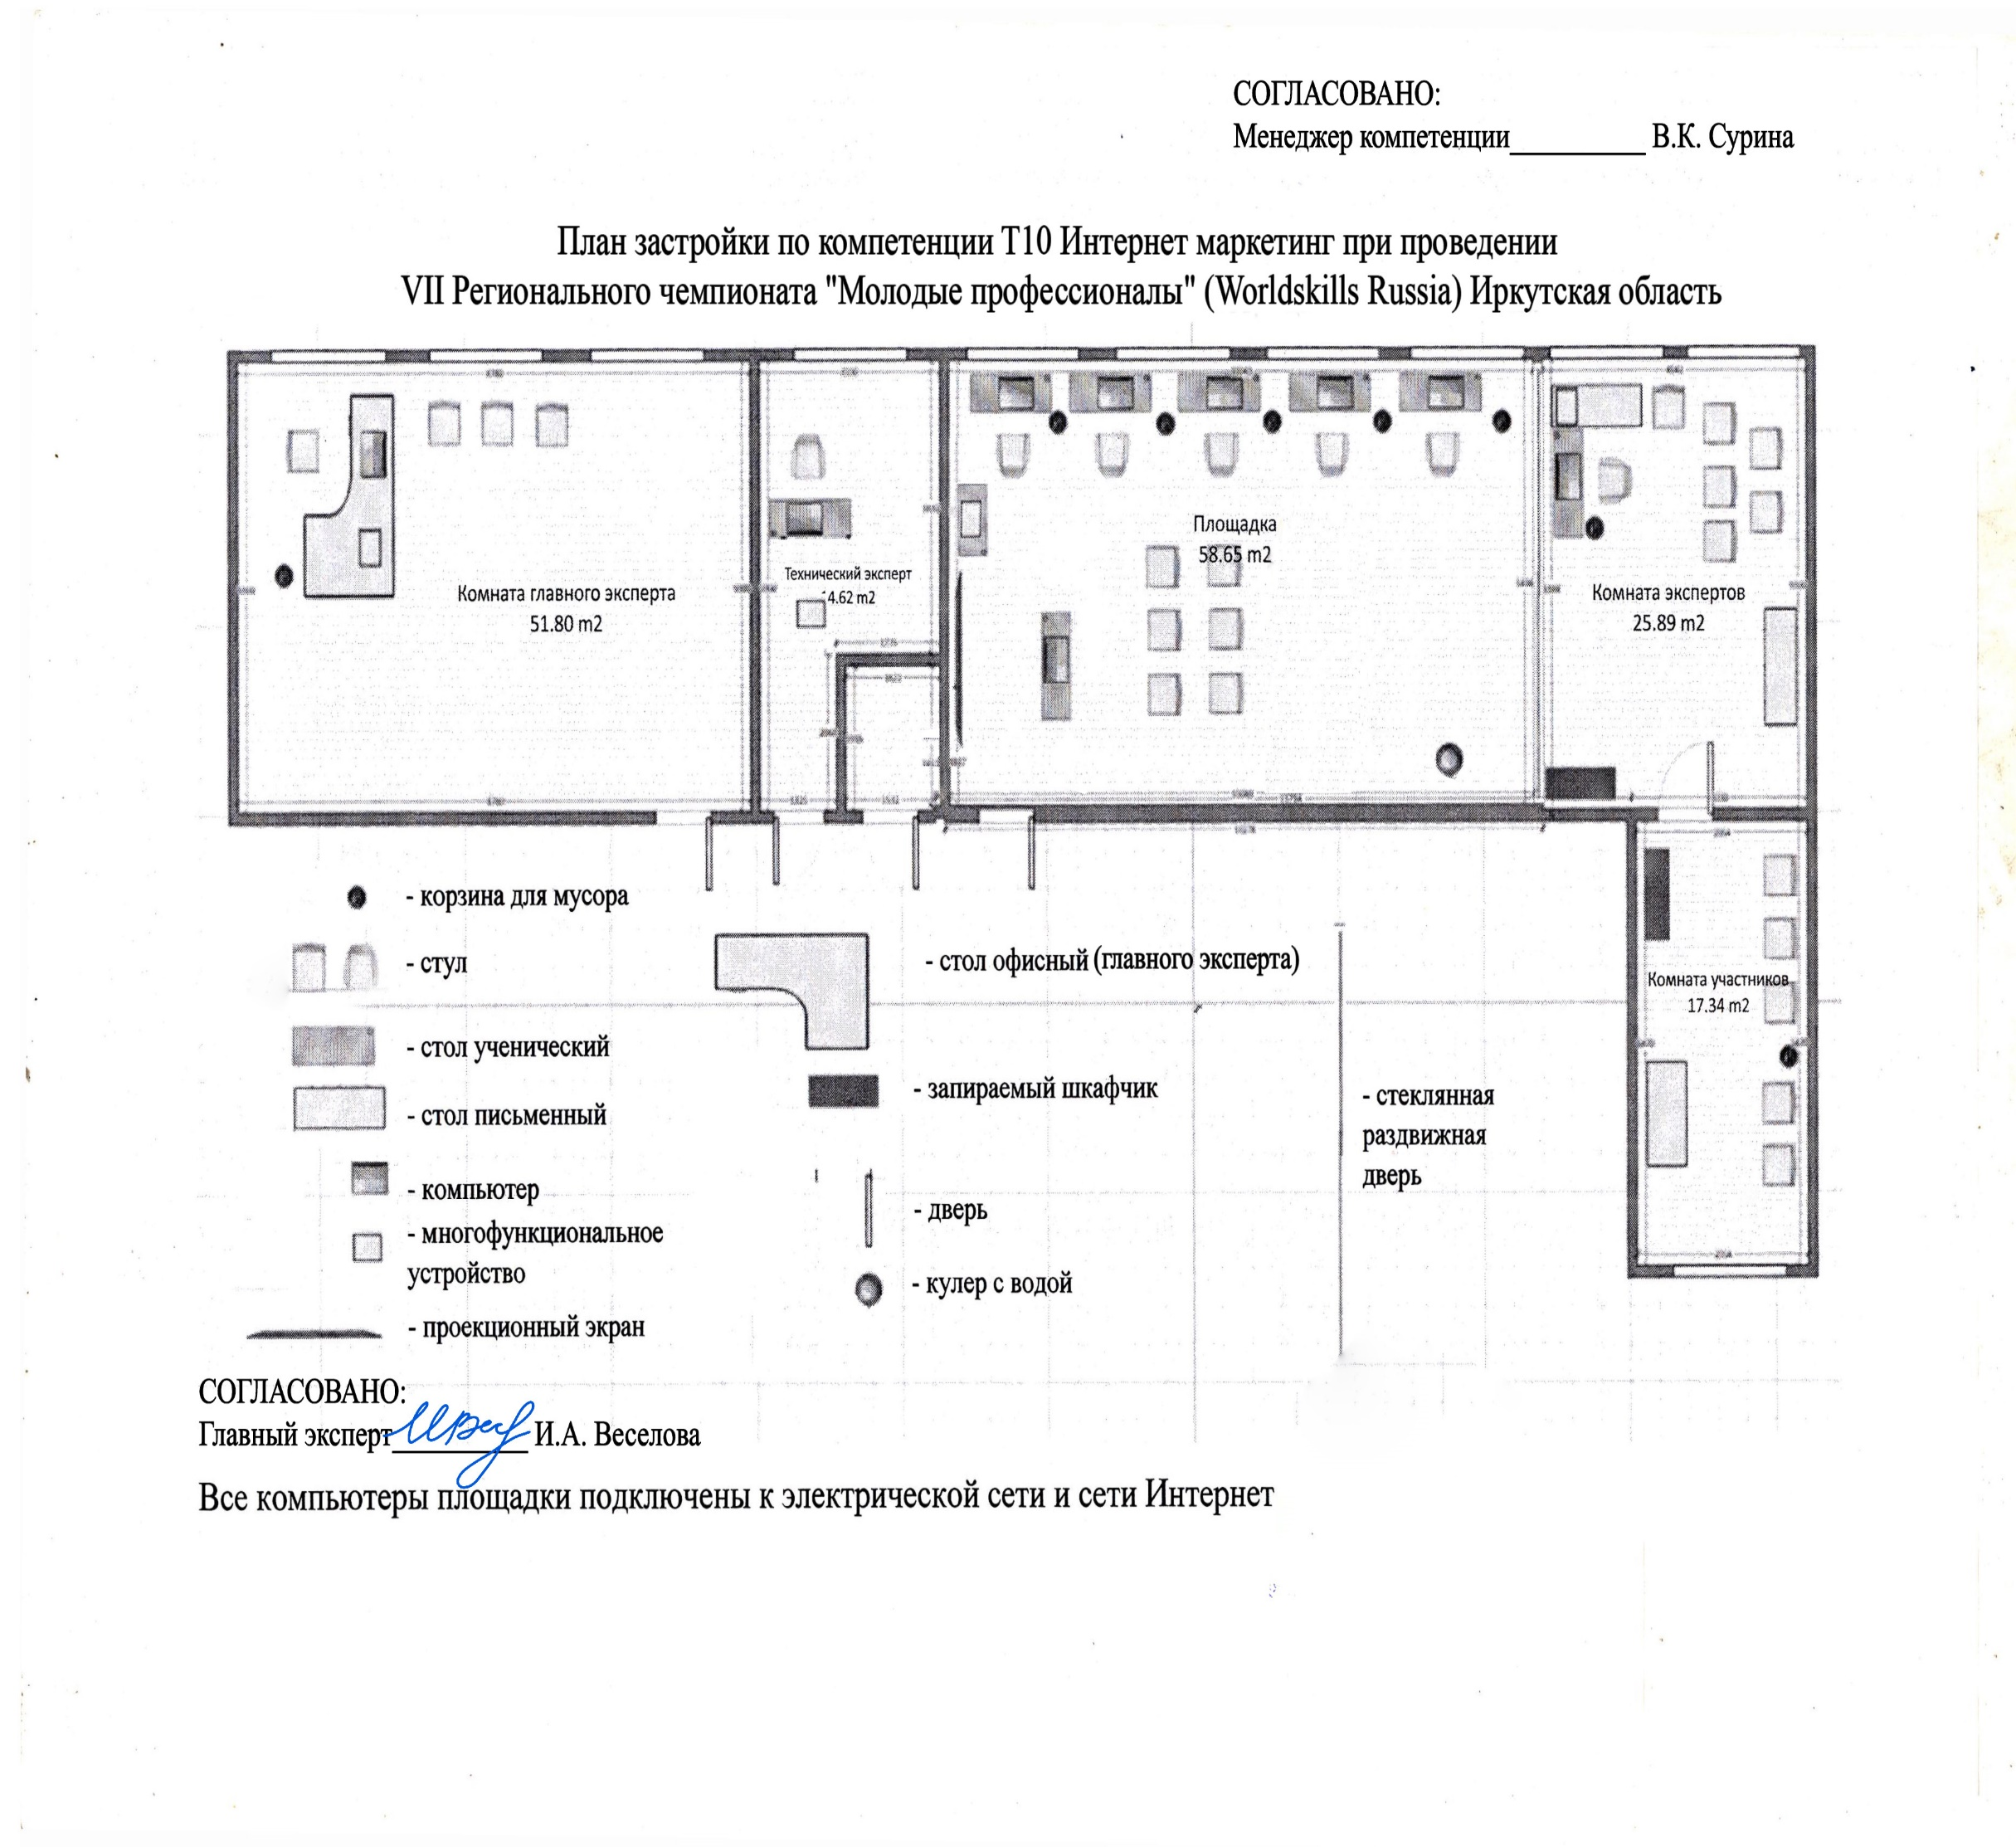 СОГЛАСОВАНО:
Менеджер компетенции__________ В.К. Сурина
План застройки по компетенции Т10 Интернет маркетинг при проведении
VII Регионального чемпионата "Молодые профессионалы" (Worldskills Russia) Иркутская область
Комната главного эксперта
51.80 m2
Технический эксперт
4.62 m2
Площадка
58.65 m2
Комната экспертов
25.89 m2
Комната участников
17.34 m2
- корзина для мусора
- стул
- стол ученический
- стол письменный
- компьютер
- многофункциональное
устройство
- проекционный экран
- стол офисный (главного эксперта)
- запираемый шкафчик
- дверь
- кулер с водой
- стеклянная
раздвижная
дверь
СОГЛАСОВАНО:
Главный эксперт__________ И.А. Веселова
Все компьютеры площадки подключены к электрической сети и сети Интернет